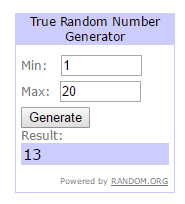 True Random Number
Generator
Min: 1
Max: 20
Generate
Result:
13
Powered by RANDOM.ORG